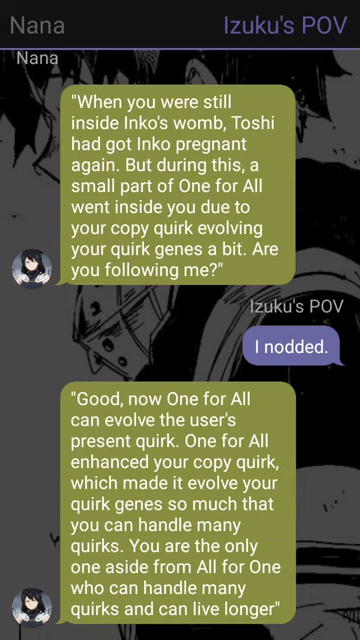 Nana
Izuku's POV
Nana
"When you were still
inside Inko's womb, Toshi
had got Inko pregnant
again. But during this, a
small part of One for All
went inside you due to
your copy quirk evolving
your quirk genes a bit. Are
you following me?"
Izuku's POV
I nodded.
"Good, now One for All
can evolve the user's
present quirk. One for All
enhanced your copy quirk,
which made it evolve your
quirk genes so much that
you can handle many
quirks. You are the only
one aside from All for One
who can handle many
quirks and can live longer"